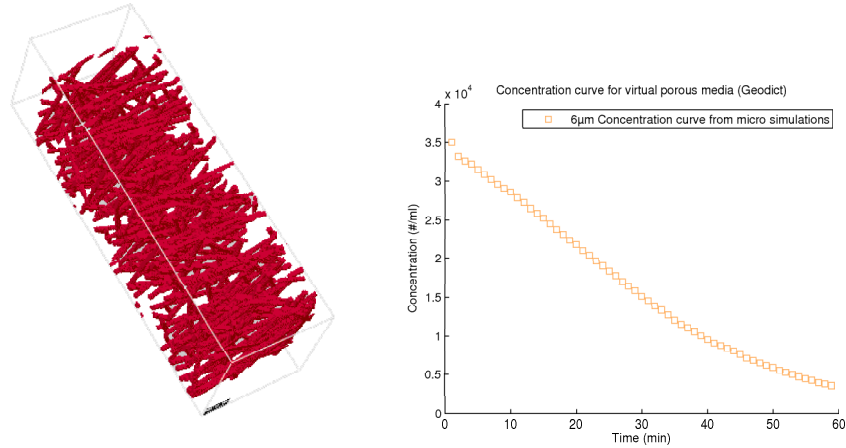 Concentration curve for virtual porous media (Geodict)
x 10⁴
6µm Concentration curve from micro simulations
4
3.5
3
2.5
2
1.5
1
0.5
0
Concentration (#/ml)
0 10 20 30 40 50 60
Time (min)